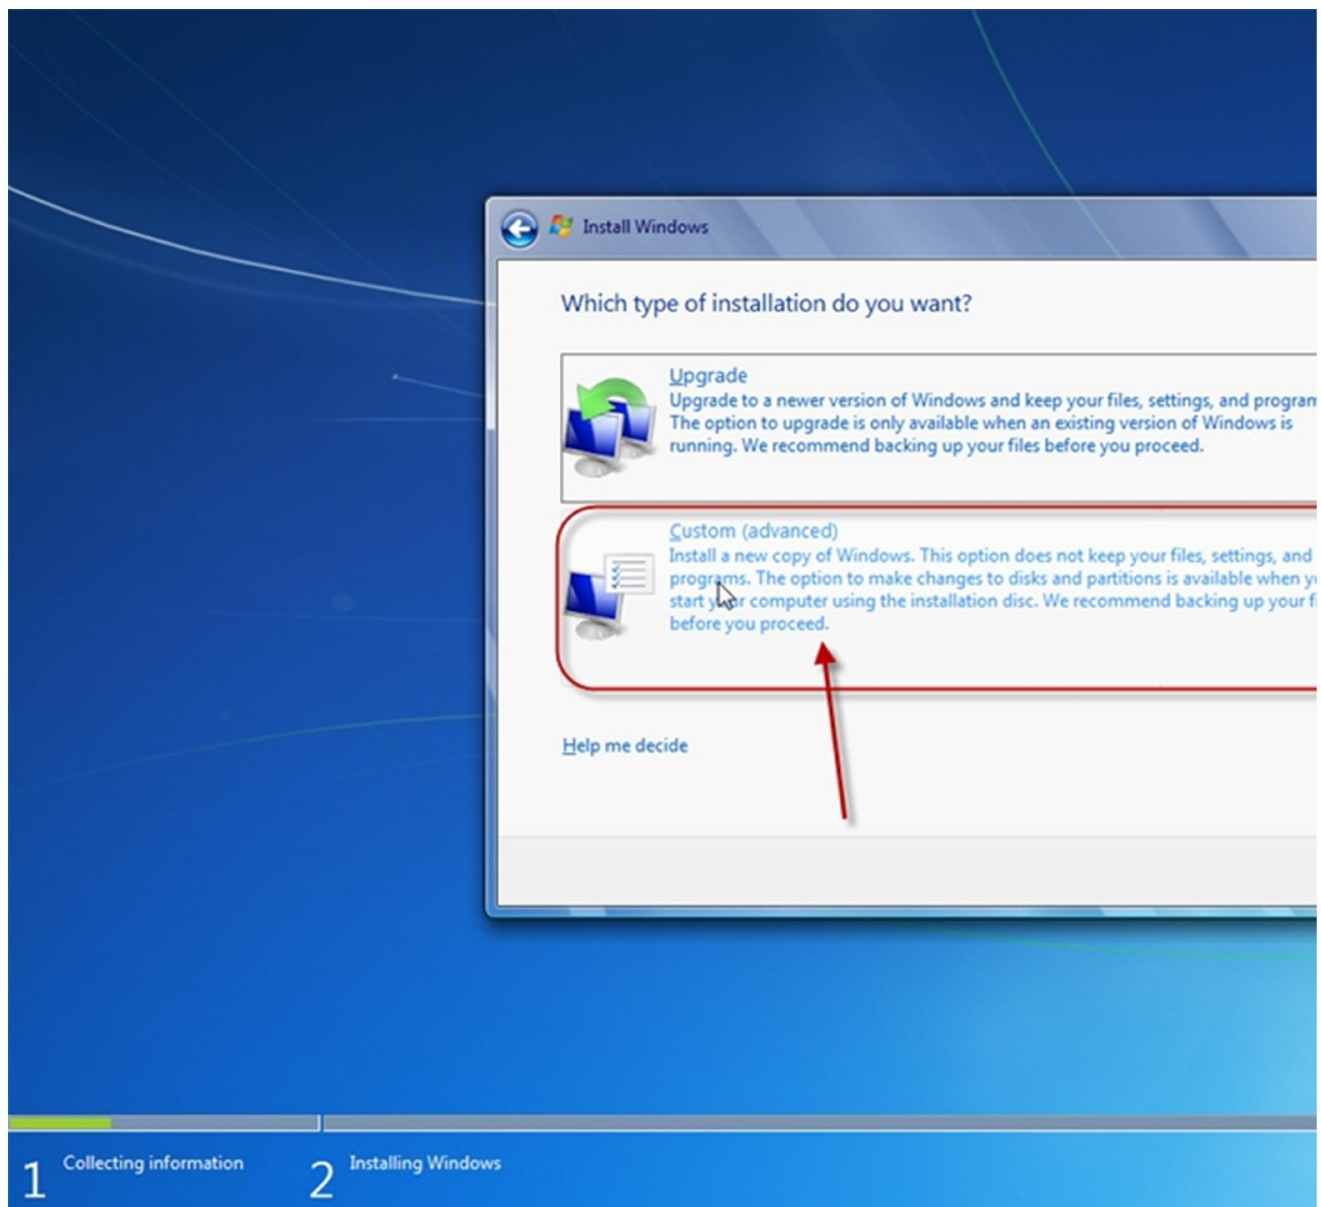 Install Windows
Which type of installation do you want?
Upgrade
Upgrade to a newer version of Windows and keep your files, settings, and
The option to upgrade is only available when an existing version of Windows is
running. We recommend backing up your files before you proceed.
Custom (advanced)
Install a new copy of Windows. This option does not keep your files, settings, and
programs. The option to make changes to disks and partitions is available when
start your computer using the installation disc. We recommend backing up your
before you proceed.
Help me decide
1 Collecting information
2 Installing Windows